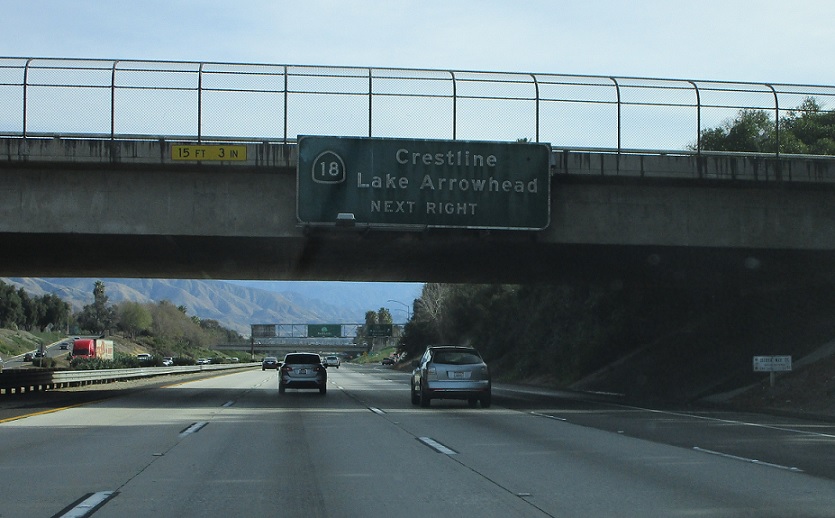 15 FT 3 IN
18
Crestline
Lake Arrowhead
NEXT RIGHT